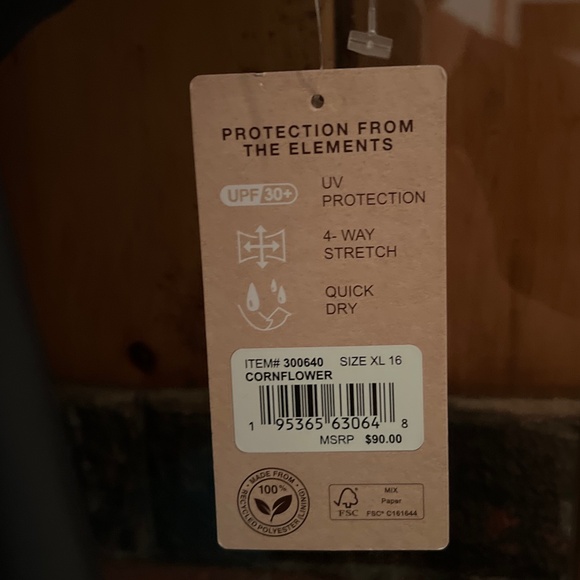 PROTECTION FROM
THE ELEMENTS
UPF 30+
UV
PROTECTION
4- WAY
STRETCH
QUICK
DRY
ITEM# 300640 SIZE XL 16
CORNFLOWER
1 95365 63064 8
MSRP $90.00
• MADE FROM •
100%
RECYCLED POLYESTER (LINING)
FSC
MIX
Paper
FSC® C161644